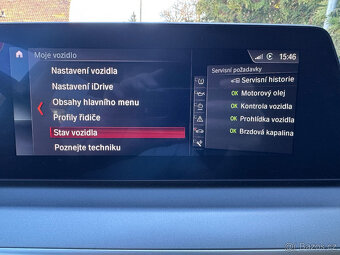 Moje vozidlo
15:46
Nastavení vozidla
Nastavení iDrive
Obsahy hlavního menu
Profily řidiče
Stav vozidla
Poznejte techniku
Servisní požadavky
Servisní historie
OK Motorový olej
OK Kontrola vozidla
OK Prohlídka vozidla
OK Brzdová kapalina